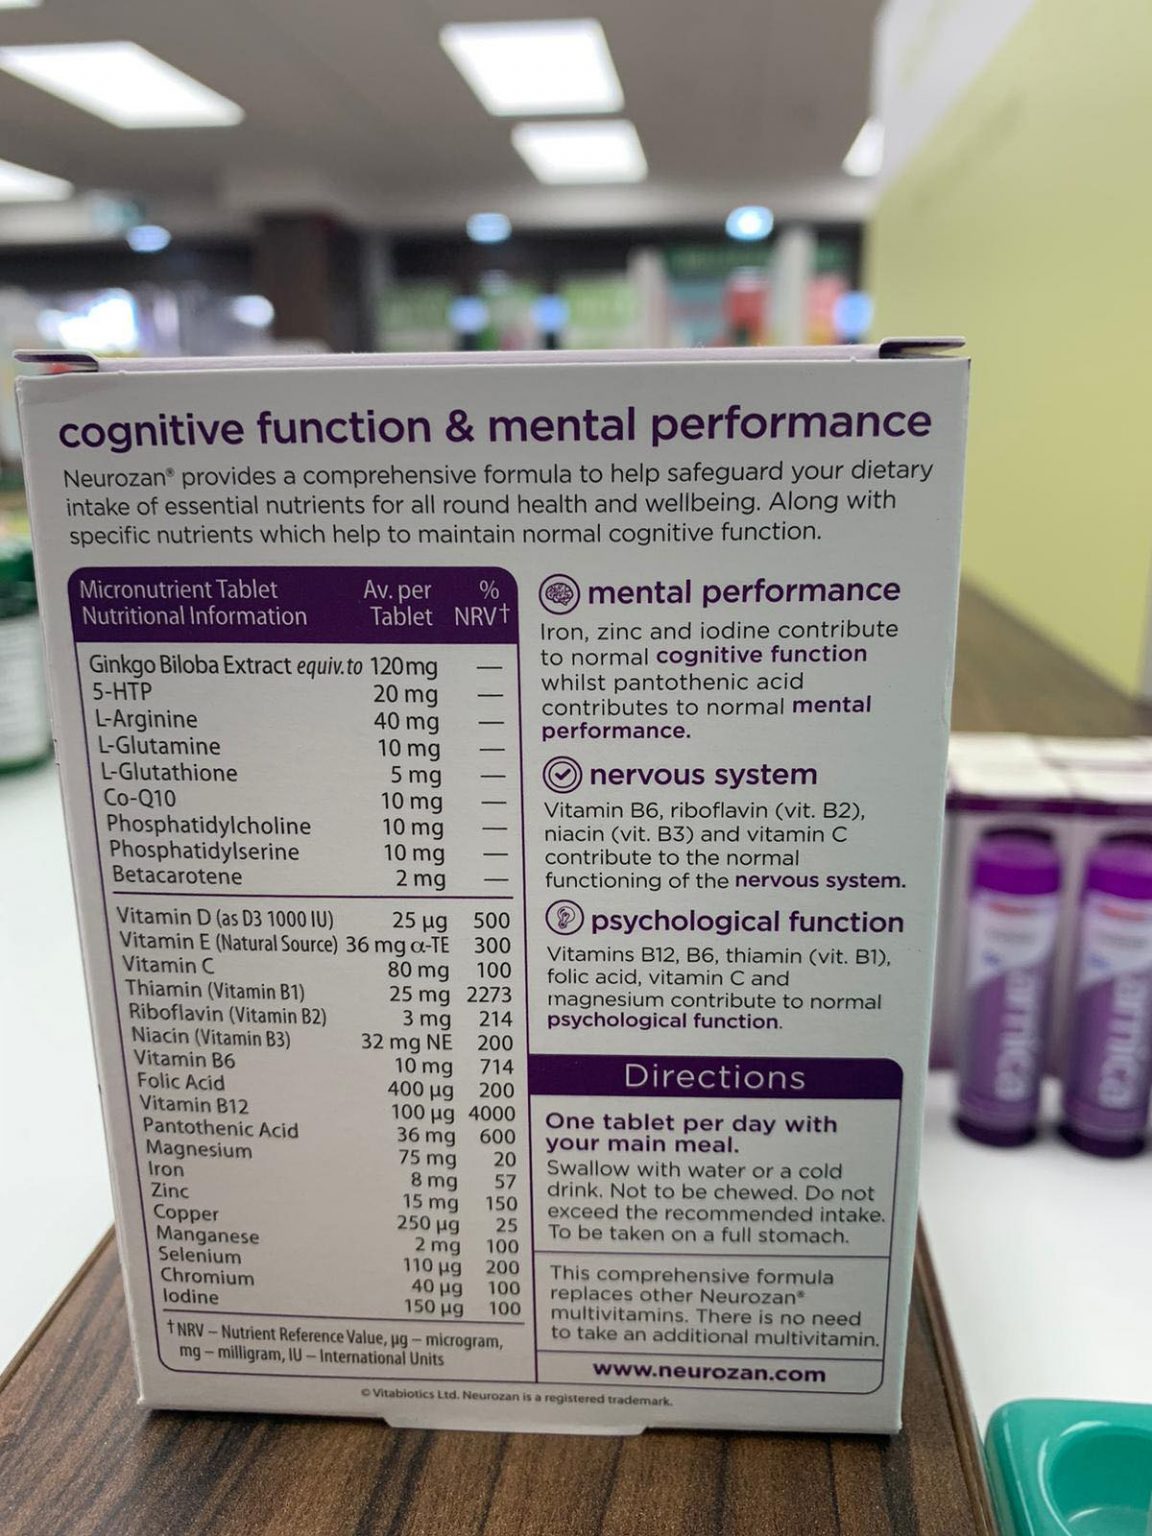 cognitive function & mental performance
Neurozan® provides a comprehensive formula to help safeguard your dietary
intake of essential nutrients for all round health and wellbeing. Along with
specific nutrients which help to maintain normal cognitive function.
Micronutrient Tablet Av. per %
Nutritional Information Tablet NRV†
Ginkgo Biloba Extract equiv.to 120mg —
5-HTP 20 mg —
L-Arginine 40 mg —
L-Glutamine 10 mg —
L-Glutathione 5 mg —
Co-Q10 10 mg —
Phosphatidylcholine 10 mg —
Phosphatidylserine 10 mg —
Betacarotene 2 mg —
Vitamin D (as D3 1000 IU) 25 µg 500
Vitamin E (Natural Source) 36 mg α-TE 300
Vitamin C 80 mg 100
Thiamin (Vitamin B1) 25 mg 2273
Riboflavin (Vitamin B2) 3 mg 214
Niacin (Vitamin B3) 32 mg NE 200
Vitamin B6 10 mg 714
Folic Acid 400 µg 200
Vitamin B12 100 µg 4000
Pantothenic Acid 36 mg 600
Magnesium 75 mg 20
Iron 8 mg 57
Zinc 15 mg 150
Copper 250 µg 25
Manganese 2 mg 100
Selenium 110 µg 200
Chromium 40 µg 100
Iodine 150 µg 100
†NRV – Nutrient Reference Value, µg – microgram,
mg – milligram, IU – International Units
mental performance
Iron, zinc and iodine contribute
to normal cognitive function
whilst pantothenic acid
contributes to normal mental
performance.
nervous system
Vitamin B6, riboflavin (vit. B2),
niacin (vit. B3) and vitamin C
contribute to the normal
functioning of the nervous system.
psychological function
Vitamins B12, B6, thiamin (vit. B1),
folic acid, vitamin C and
magnesium contribute to normal
psychological function.
Directions
One tablet per day with
your main meal.
Swallow with water or a cold
drink. Not to be chewed. Do not
exceed the recommended intake.
To be taken on a full stomach.
This comprehensive formula
replaces other Neurozan®
multivitamins. There is no need
to take an additional multivitamin.
www.neurozan.com
© Vitabiotics Ltd. Neurozan is a registered trademark.
arnica
arnica